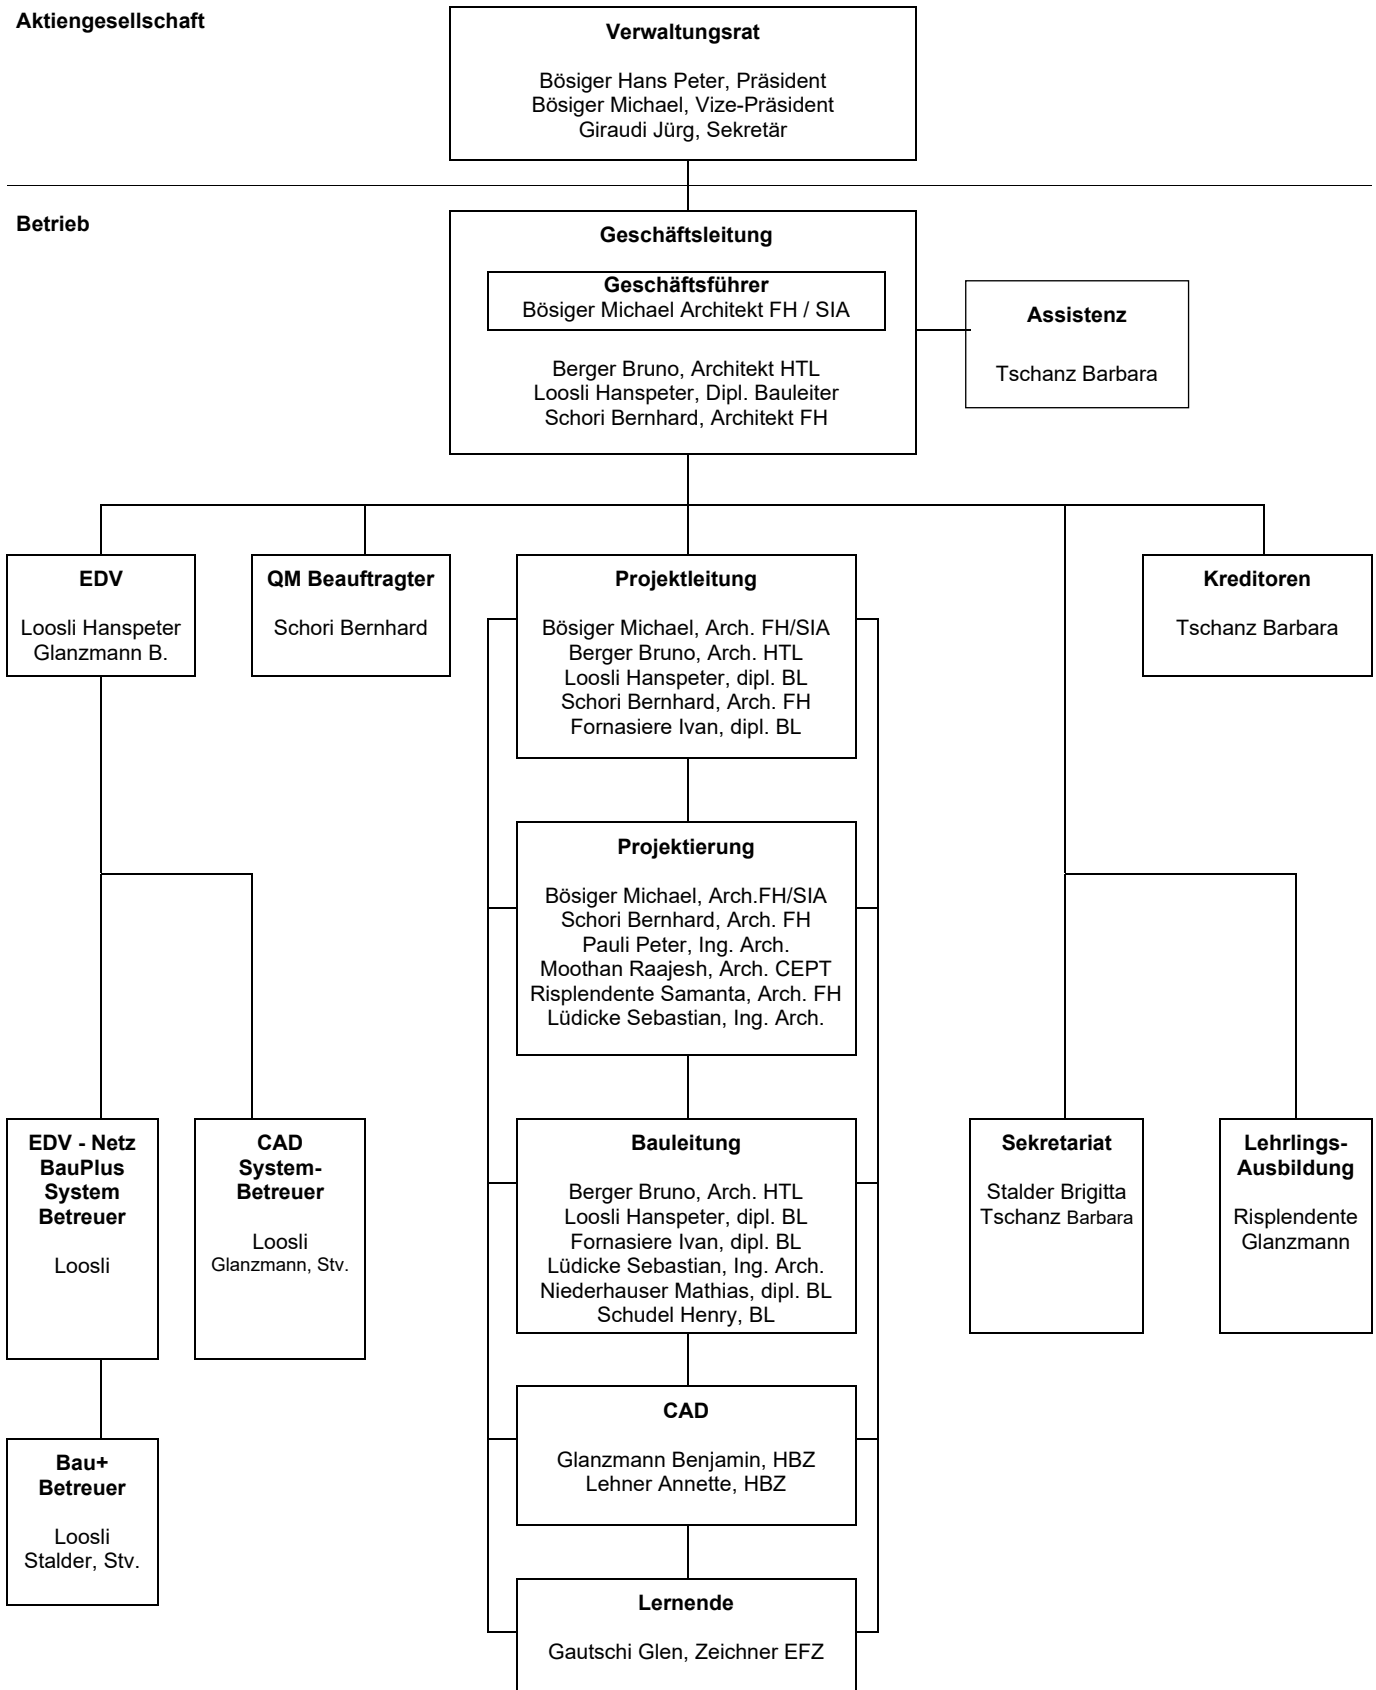 Aktiengesellschaft
Verwaltungsrat
Bösiger Hans Peter, Präsident
Bösiger Michael, Vize-Präsident
Giraudi Jürg, Sekretär
Betrieb
Geschäftsleitung
Geschäftsführer
Bösiger Michael Architekt FH / SIA
Berger Bruno, Architekt HTL
Loosli Hanspeter, Dipl. Bauleiter
Schori Bernhard, Architekt FH
Assistenz
Tschanz Barbara
EDV
Loosli Hanspeter
Glanzmann B.
QM Beauftragter
Schori Bernhard
Projektleitung
Bösiger Michael, Arch. FH/SIA
Berger Bruno, Arch. HTL
Loosli Hanspeter, dipl. BL
Schori Bernhard, Arch. FH
Fornasiere Ivan, dipl. BL
Kreditoren
Tschanz Barbara
Projektierung
Bösiger Michael, Arch.FH/SIA
Schori Bernhard, Arch. FH
Pauli Peter, Ing. Arch.
Moothan Raajesh, Arch. CEPT
Risplendente Samanta, Arch. FH
Lüdicke Sebastian, Ing. Arch.
EDV - Netz
BauPlus
System
Betreuer
Loosli
CAD
System-
Betreuer
Loosli
Glanzmann, Stv.
Bauleitung
Berger Bruno, Arch. HTL
Loosli Hanspeter, dipl. BL
Fornasiere Ivan, dipl. BL
Lüdicke Sebastian, Ing. Arch.
Niederhauser Mathias, dipl. BL
Schudel Henry, BL
Sekretariat
Stalder Brigitta
Tschanz Barbara
Lehrlings-
Ausbildung
Risplendente
Glanzmann
CAD
Glanzmann Benjamin, HBZ
Lehner Annette, HBZ
Bau+
Betreuer
Loosli
Stalder, Stv.
Lernende
Gautschi Glen, Zeichner EFZ